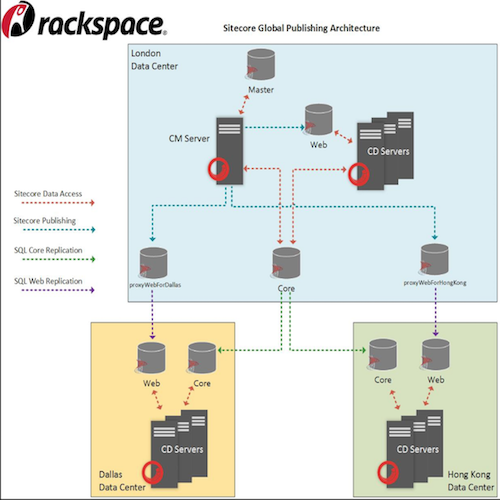 rackspace®
Sitecore Global Publishing Architecture
London
Data Center
Master
CM Server
Web
CD Servers
Sitecore Data Access
Sitecore Publishing
SQL Core Replication
SQL Web Replication
proxyWebForDallas
Core
proxyWebForHongKong
Web
Core
Core
Web
CD Servers
CD Servers
Dallas
Data Center
Hong Kong
Data Center